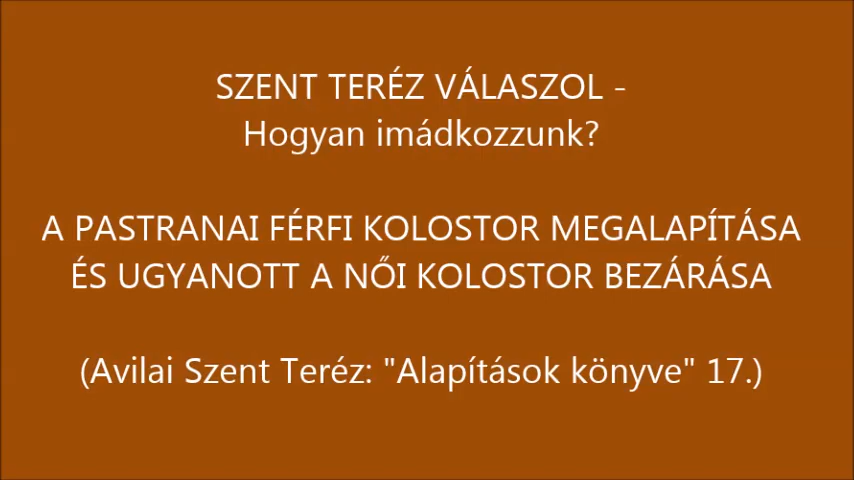 SZENT TERÉZ VÁLASZOL -
Hogyan imádkozzunk?
A PASTRANAI FÉRFI KOLOSTOR MEGALAPÍTÁSA
ÉS UGYANOTT A NŐI KOLOSTOR BEZÁRÁSA
(Avilai Szent Teréz: "Alapítások könyve" 17.)